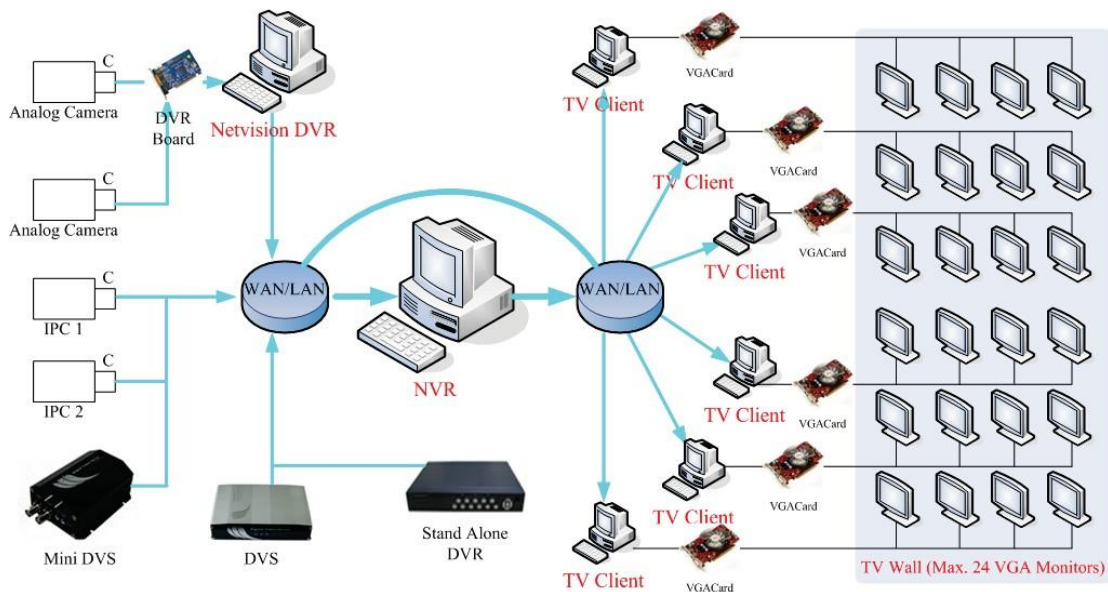 C
Analog Camera
DVR
Board
Netvision DVR
C
Analog Camera
C
IPC 1
C
IPC 2
Mini DVS
DVS
Stand Alone
DVR
WAN/LAN
NVR
WAN/LAN
TV Client
VGACard
TV Client
VGACard
TV Client
VGACard
TV Client
VGACard
TV Client
VGACard
TV Client
VGACard
TV Wall (Max. 24 VGA Monitors)